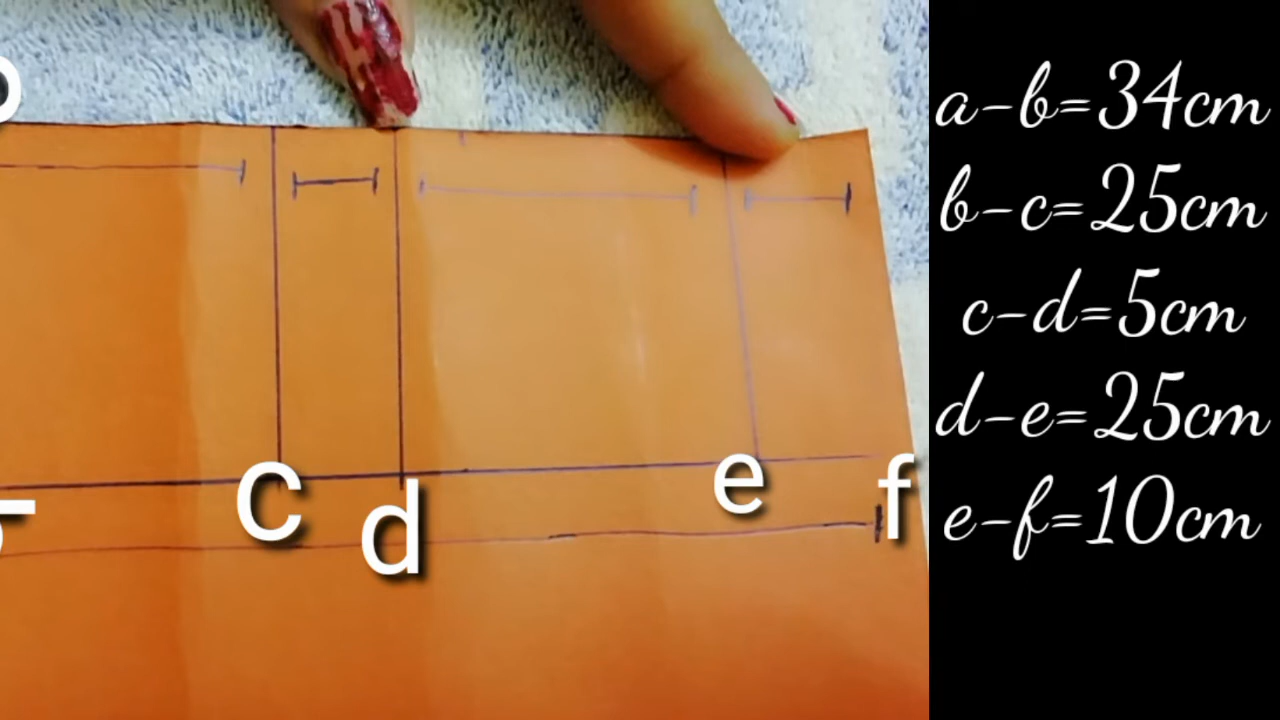 c
d
e
f
a-b=34cm
b-c=25cm
c-d=5cm
d-e=25cm
e-f=10cm